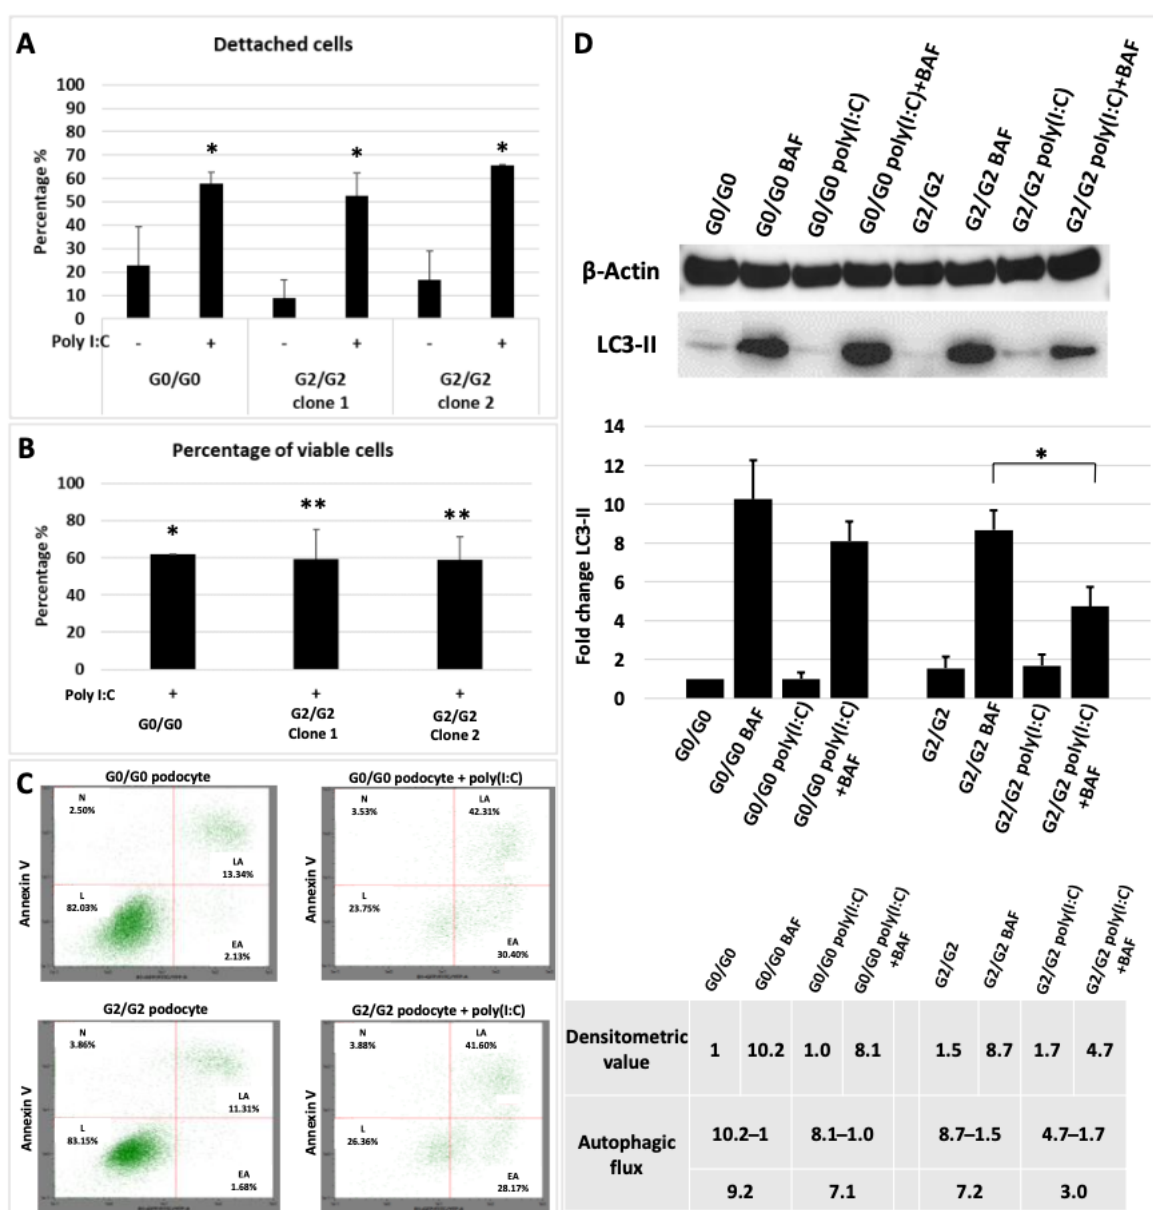 A
Dettached cells
Percentage %
100
90
80
70
60
50
40
30
20
10
0
* * *
Poly I:C - + - + - +
G0/G0 G2/G2 G2/G2
clone 1 clone 2
B
Percentage of viable cells
Percentage %
100
80
60
40
20
0
* ** **
Poly I:C + + +
G0/G0 G2/G2 G2/G2
Clone 1 Clone 2
C
G0/G0 podocyte
Annexin V
N
2.50%
LA
13.34%
L
82.03%
EA
2.13%
G0/G0 podocyte + poly(I:C)
Annexin V
N
3.53%
LA
42.31%
L
23.75%
EA
30.40%
G2/G2 podocyte
Annexin V
N
3.86%
LA
11.31%
L
83.15%
EA
1.68%
G2/G2 podocyte + poly(I:C)
Annexin V
N
3.88%
LA
41.60%
L
26.36%
EA
28.17%
D
G0/G0
G0/G0 BAF
G0/G0 poly(I:C)
G0/G0 poly(I:C)+BAF
G2/G2
G2/G2 BAF
G2/G2 poly(I:C)
G2/G2 poly(I:C)+BAF
β-Actin
LC3-II
Fold change LC3-II
14
12
10
8
6
4
2
0
*
G0/G0
G0/G0 BAF
G0/G0 poly(I:C)
G0/G0 poly(I:C)
+BAF
G2/G2
G2/G2 BAF
G2/G2 poly(I:C)
G2/G2 poly(I:C)
+BAF
G0/G0
G0/G0 BAF
G0/G0 poly(I:C)
G0/G0 poly(I:C)
+BAF
G2/G2
G2/G2 BAF
G2/G2 poly(I:C)
G2/G2 poly(I:C)
+BAF
Densitometric
value
1 10.2 1.0 8.1 1.5 8.7 1.7 4.7
Autophagic
flux
10.2–1 8.1–1.0 8.7–1.5 4.7–1.7
9.2 7.1 7.2 3.0